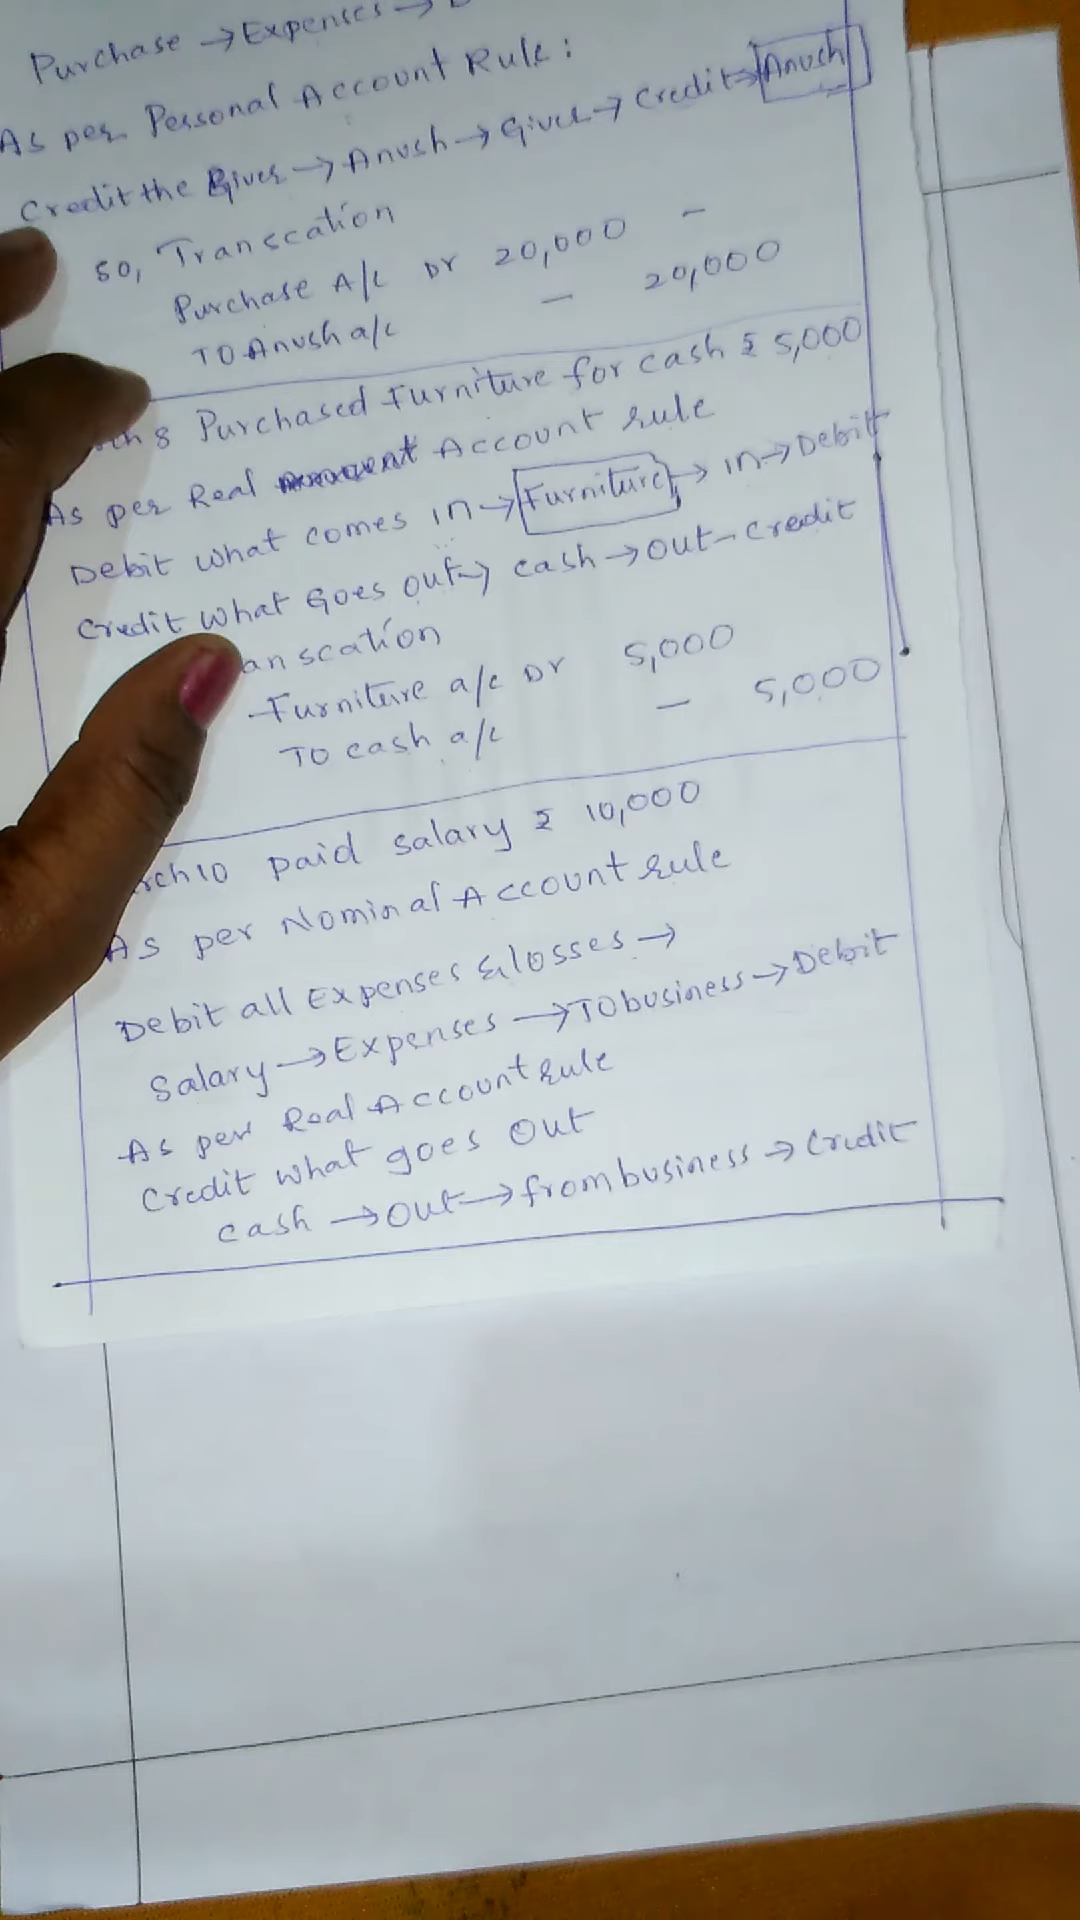 Purchase → Expenses →
As per Personal Account Rule:
Credit the Giver → Anush → Giver → Credit → Anush
So, Transcation
Purchase A/c Dr 20,000 -
TO Anush a/c - 20,000
8 Purchased Furniture for cash ₹ 5,000
As per Real Account rule
Debit what comes in → Furniture → in → Debit
Credit what Goes out → cash → out - credit
anscation
Furniture a/c Dr 5,000
TO cash a/c - 5,000
rch 10 paid salary ₹ 10,000
As per Nominal Account rule
Debit all Expenses & losses →
Salary → Expenses → TO business → Debit
As per Real Account rule
Credit what goes out
cash → out → from business → Credit